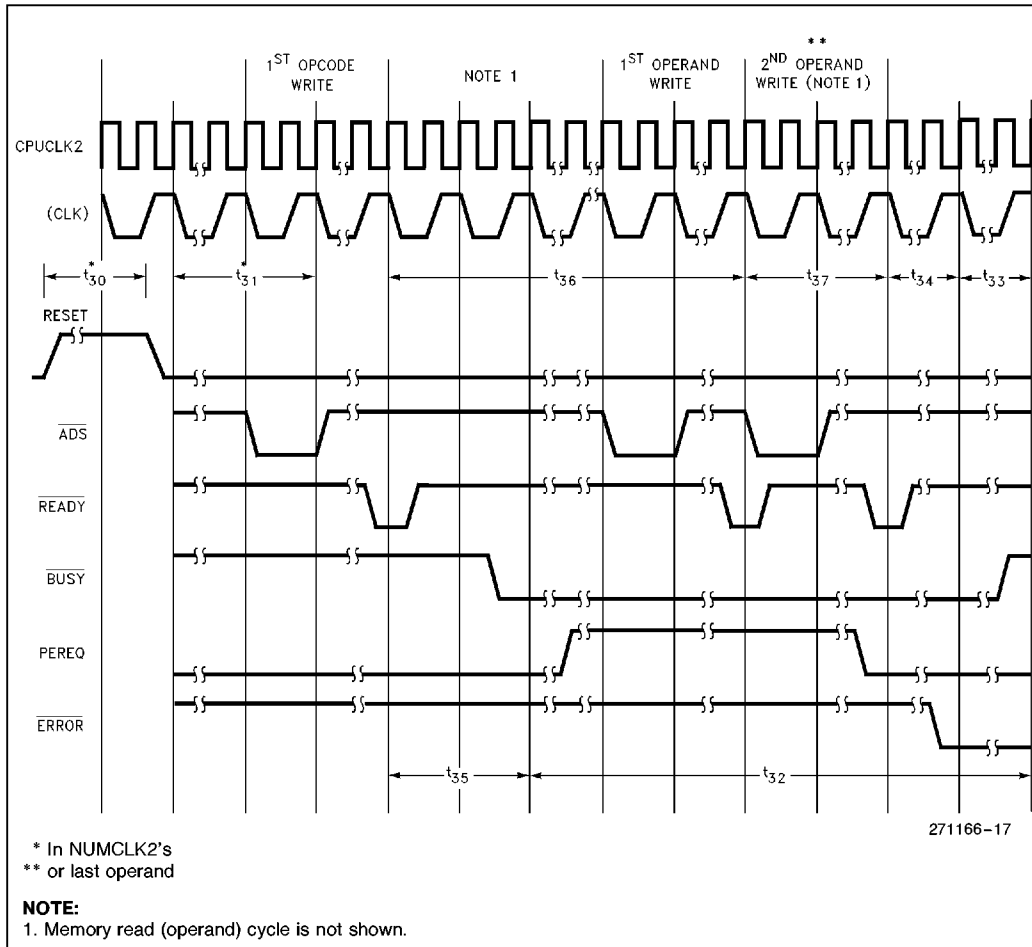 **
1ST OPCODE
WRITE
NOTE 1
1ST OPERAND
WRITE
2ND OPERAND
WRITE (NOTE 1)
CPUCLK2
(CLK)
t30*
t31*
t36
t37
t34
t33
RESET
ADS
READY
BUSY
PEREQ
ERROR
t35
t32
271166-17
* In NUMCLK2's
** or last operand
NOTE:
1. Memory read (operand) cycle is not shown.